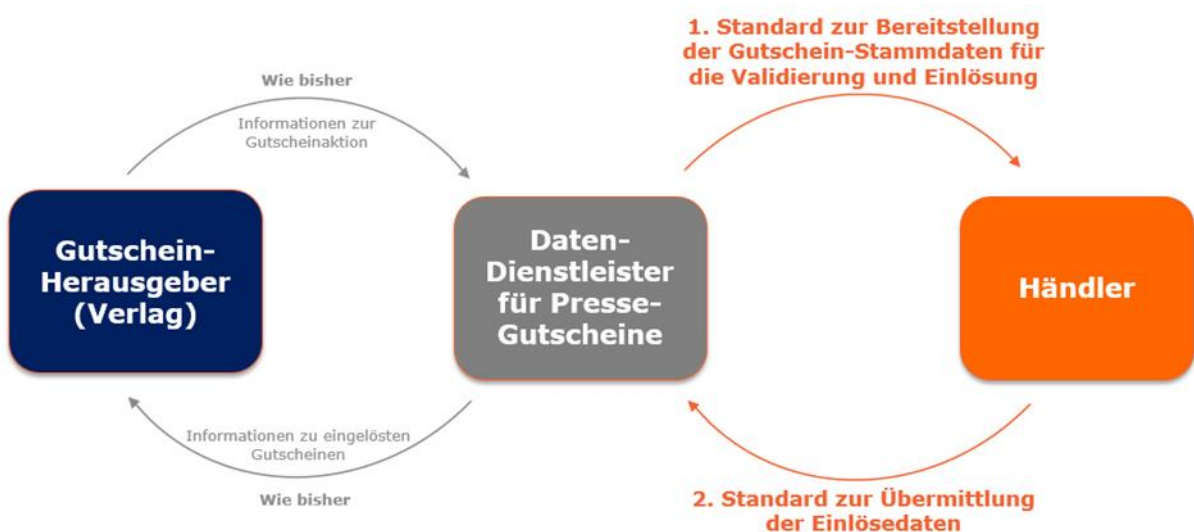 1. Standard zur Bereitstellung
der Gutschein-Stammdaten für
die Validierung und Einlösung
Wie bisher
Informationen zur
Gutscheinaktion
Gutschein-
Herausgeber
(Verlag)
Daten-
Dienstleister
für Presse-
Gutscheine
Händler
Informationen zu eingelösten
Gutscheinen
Wie bisher
2. Standard zur Übermittlung
der Einlösedaten